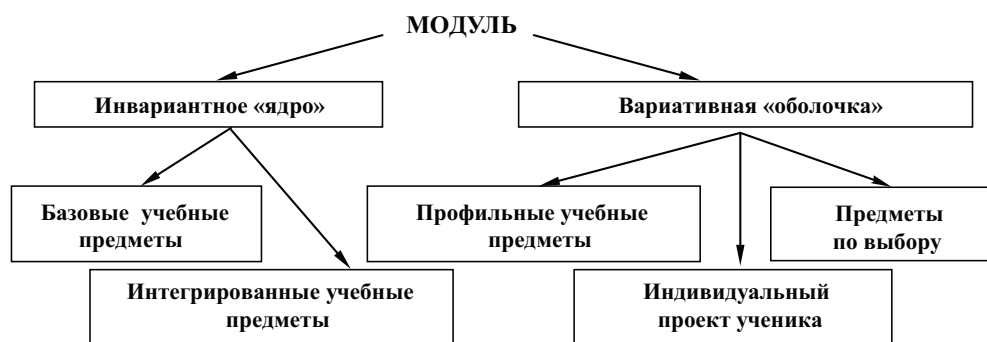 МОДУЛЬ
Инвариантное «ядро»
Вариативная «оболочка»
Базовые учебные
предметы
Профильные учебные
предметы
Предметы
по выбору
Интегрированные учебные
предметы
Индивидуальный
проект ученика